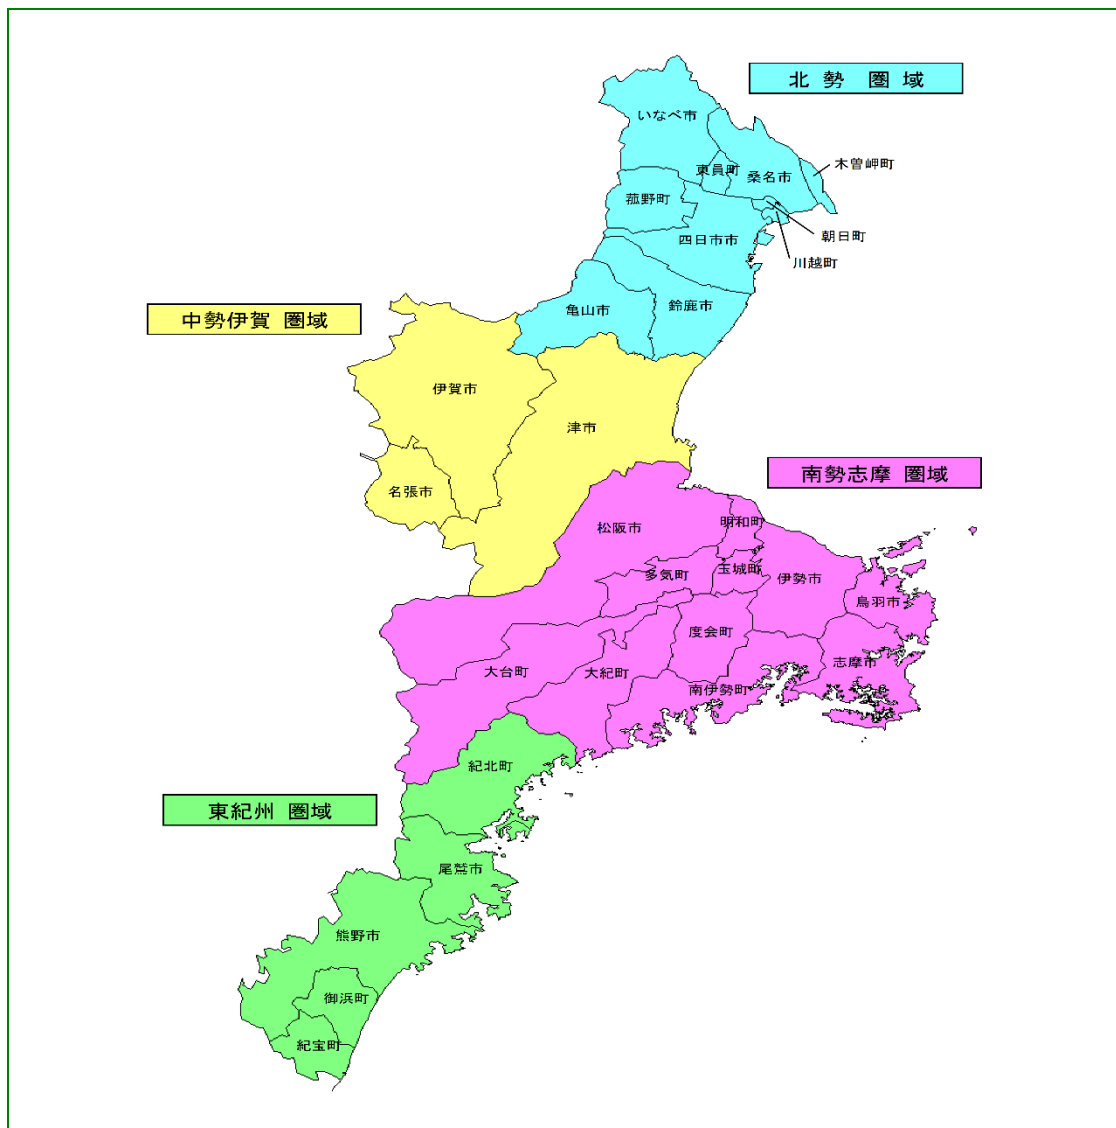 北 勢 圏 域
いなべ市
木曽岬町
東員町
桑名市
菰野町
朝日町
四日市市
川越町
中勢伊賀 圏域
亀山市
鈴鹿市
伊賀市
津市
南勢志摩 圏域
名張市
松阪市
明和町
多気町
玉城町
伊勢市
鳥羽市
度会町
志摩市
大台町
大紀町
南伊勢町
紀北町
東紀州 圏域
尾鷲市
熊野市
御浜町
紀宝町